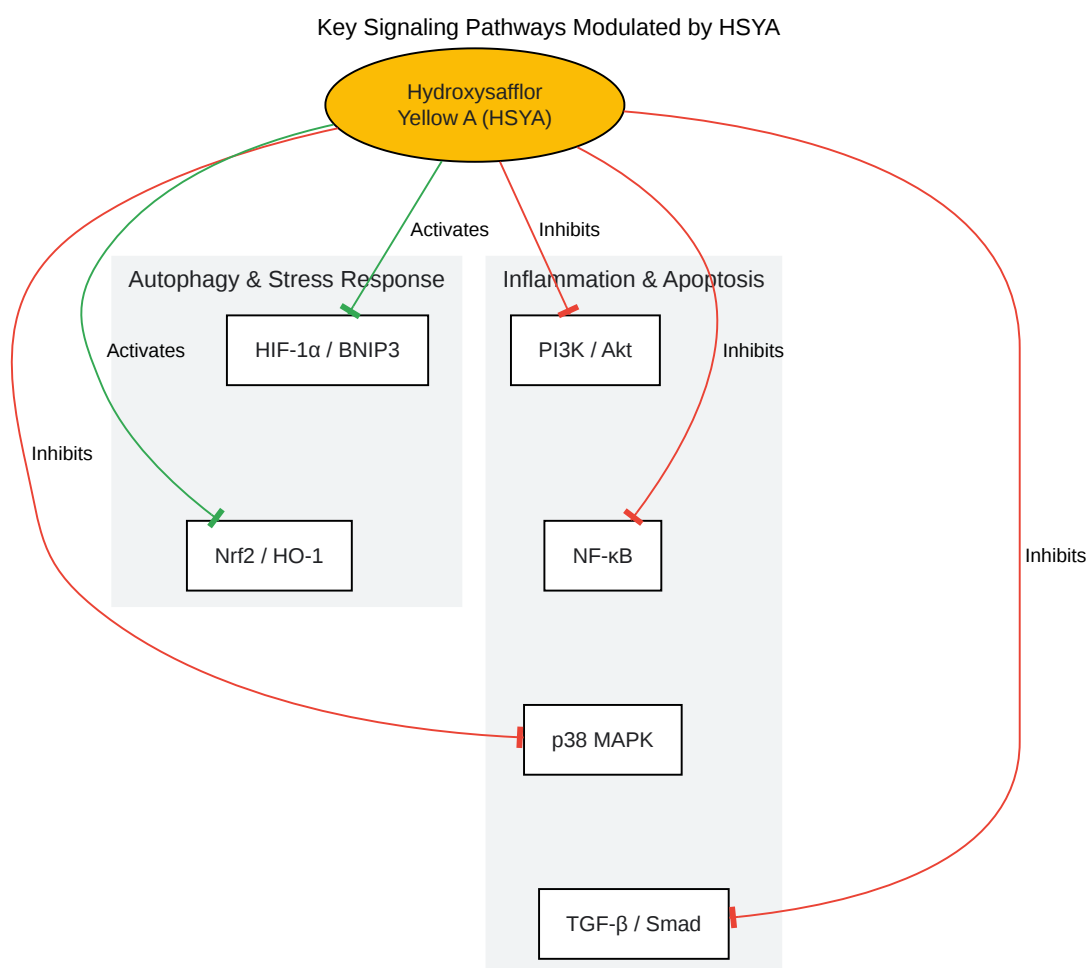 Key Signaling Pathways Modulated by HSYA
Hydroxysafflor
Yellow A (HSYA)
Activates
Inhibits
Autophagy & Stress Response
Inflammation & Apoptosis
HIF-1α / BNIP3
PI3K / Akt
Activates
Inhibits
Inhibits
Nrf2 / HO-1
NF-κB
Inhibits
p38 MAPK
TGF-β / Smad